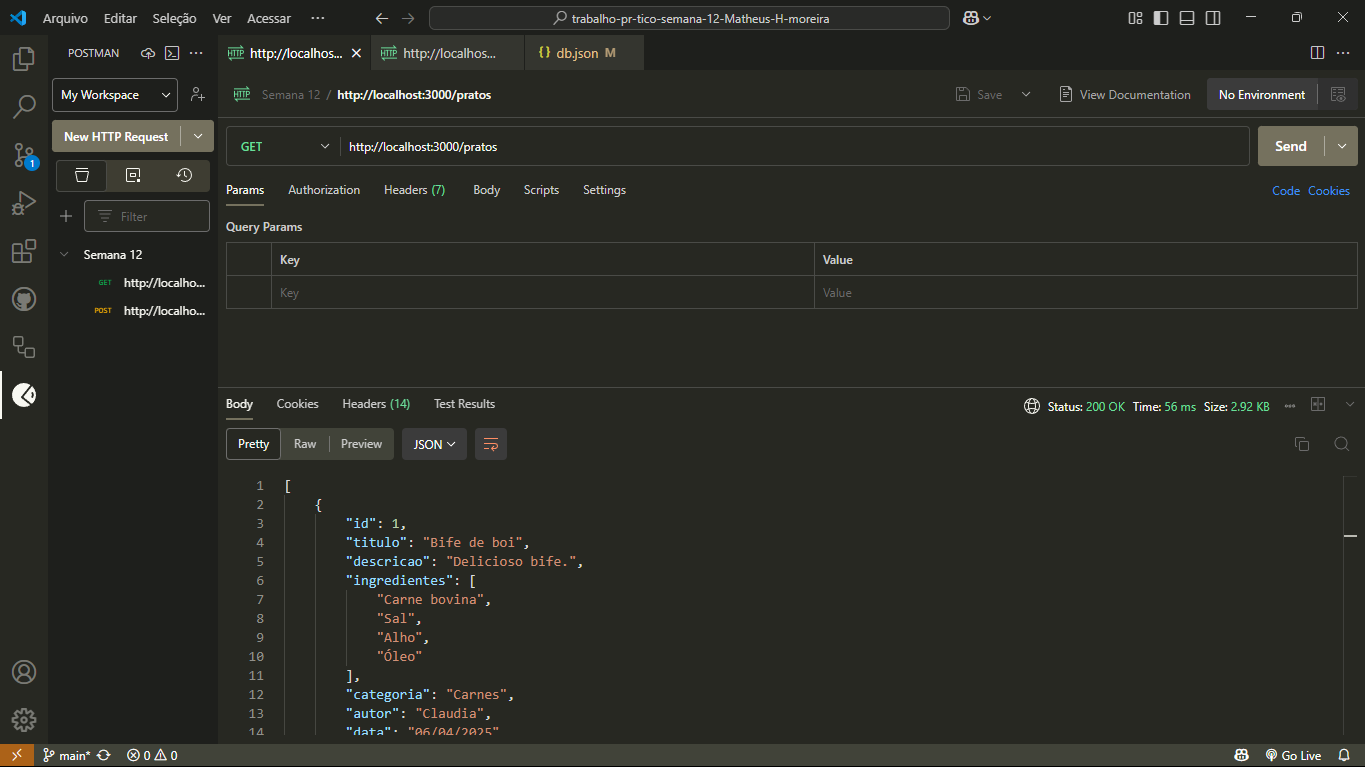 Arquivo Editar Seleção Ver Acessar ··· trabalho-pr-tico-semana-12-Matheus-H-moreira
POSTMAN ··· http://localhos... http://localhos... {} db.json M ···
My Workspace Semana 12 / http://localhost:3000/pratos Save View Documentation No Environment
New HTTP Request GET http://localhost:3000/pratos Send
1
Params Authorization Headers (7) Body Scripts Settings Code Cookies
Filter
Query Params
Semana 12 Key Value
GET http://localho... Key Value
POST http://localho...
Body Cookies Headers (14) Test Results Status: 200 OK Time: 56 ms Size: 2.92 KB ···
Pretty Raw Preview JSON
1 [
2 {
3 "id": 1,
4 "titulo": "Bife de boi",
5 "descricao": "Delicioso bife.",
6 "ingredientes": [
7 "Carne bovina",
8 "Sal",
9 "Alho",
10 "Óleo"
11 ],
12 "categoria": "Carnes",
13 "autor": "Claudia",
14 "data": "06/04/2025"
main* 0 0 Go Live